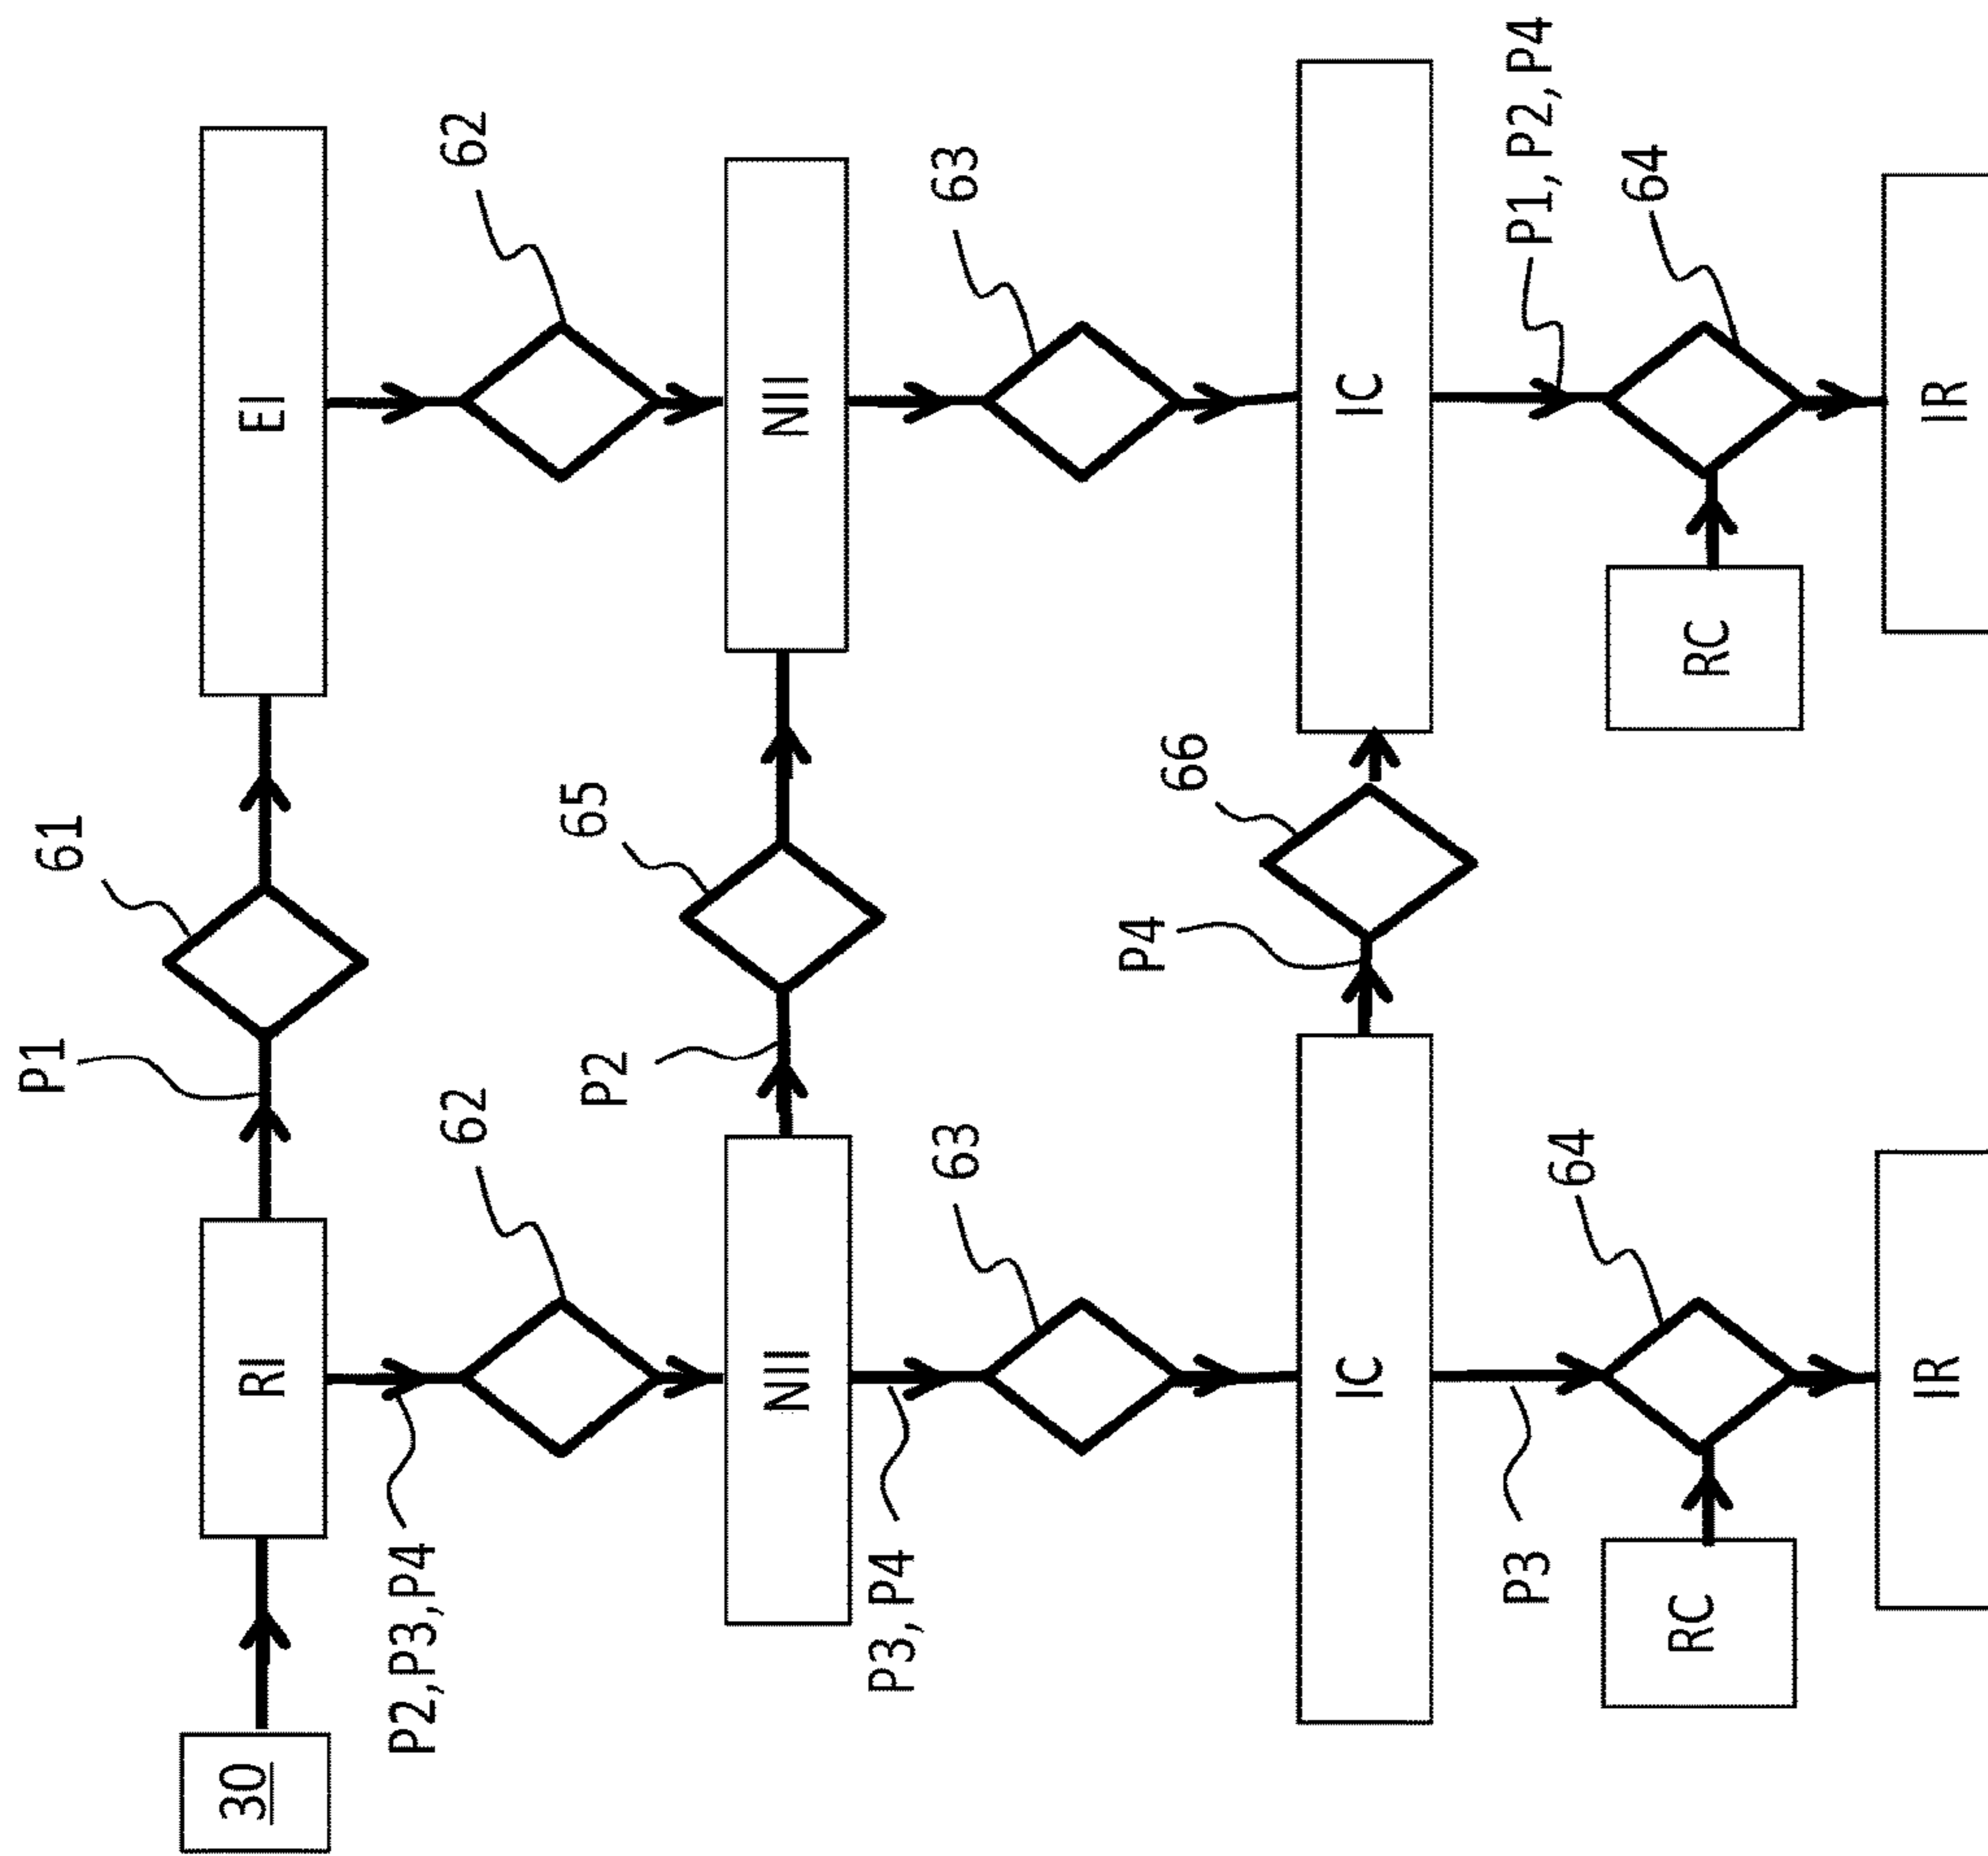 P1
61
30
RI
EI
P2,P3,P4
62
62
P2
65
NII
NII
P3,P4
63
63
P4
66
IC
IC
P3
P1,P2,P4
64
64
RC
RC
IR
IR